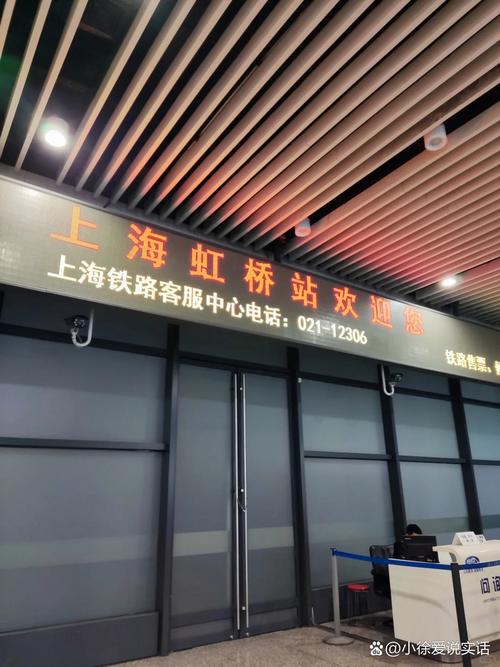 上海虹桥站欢迎您
上海铁路客服中心电话：021-12306
铁路售票，
问询
@小徐爱说实话